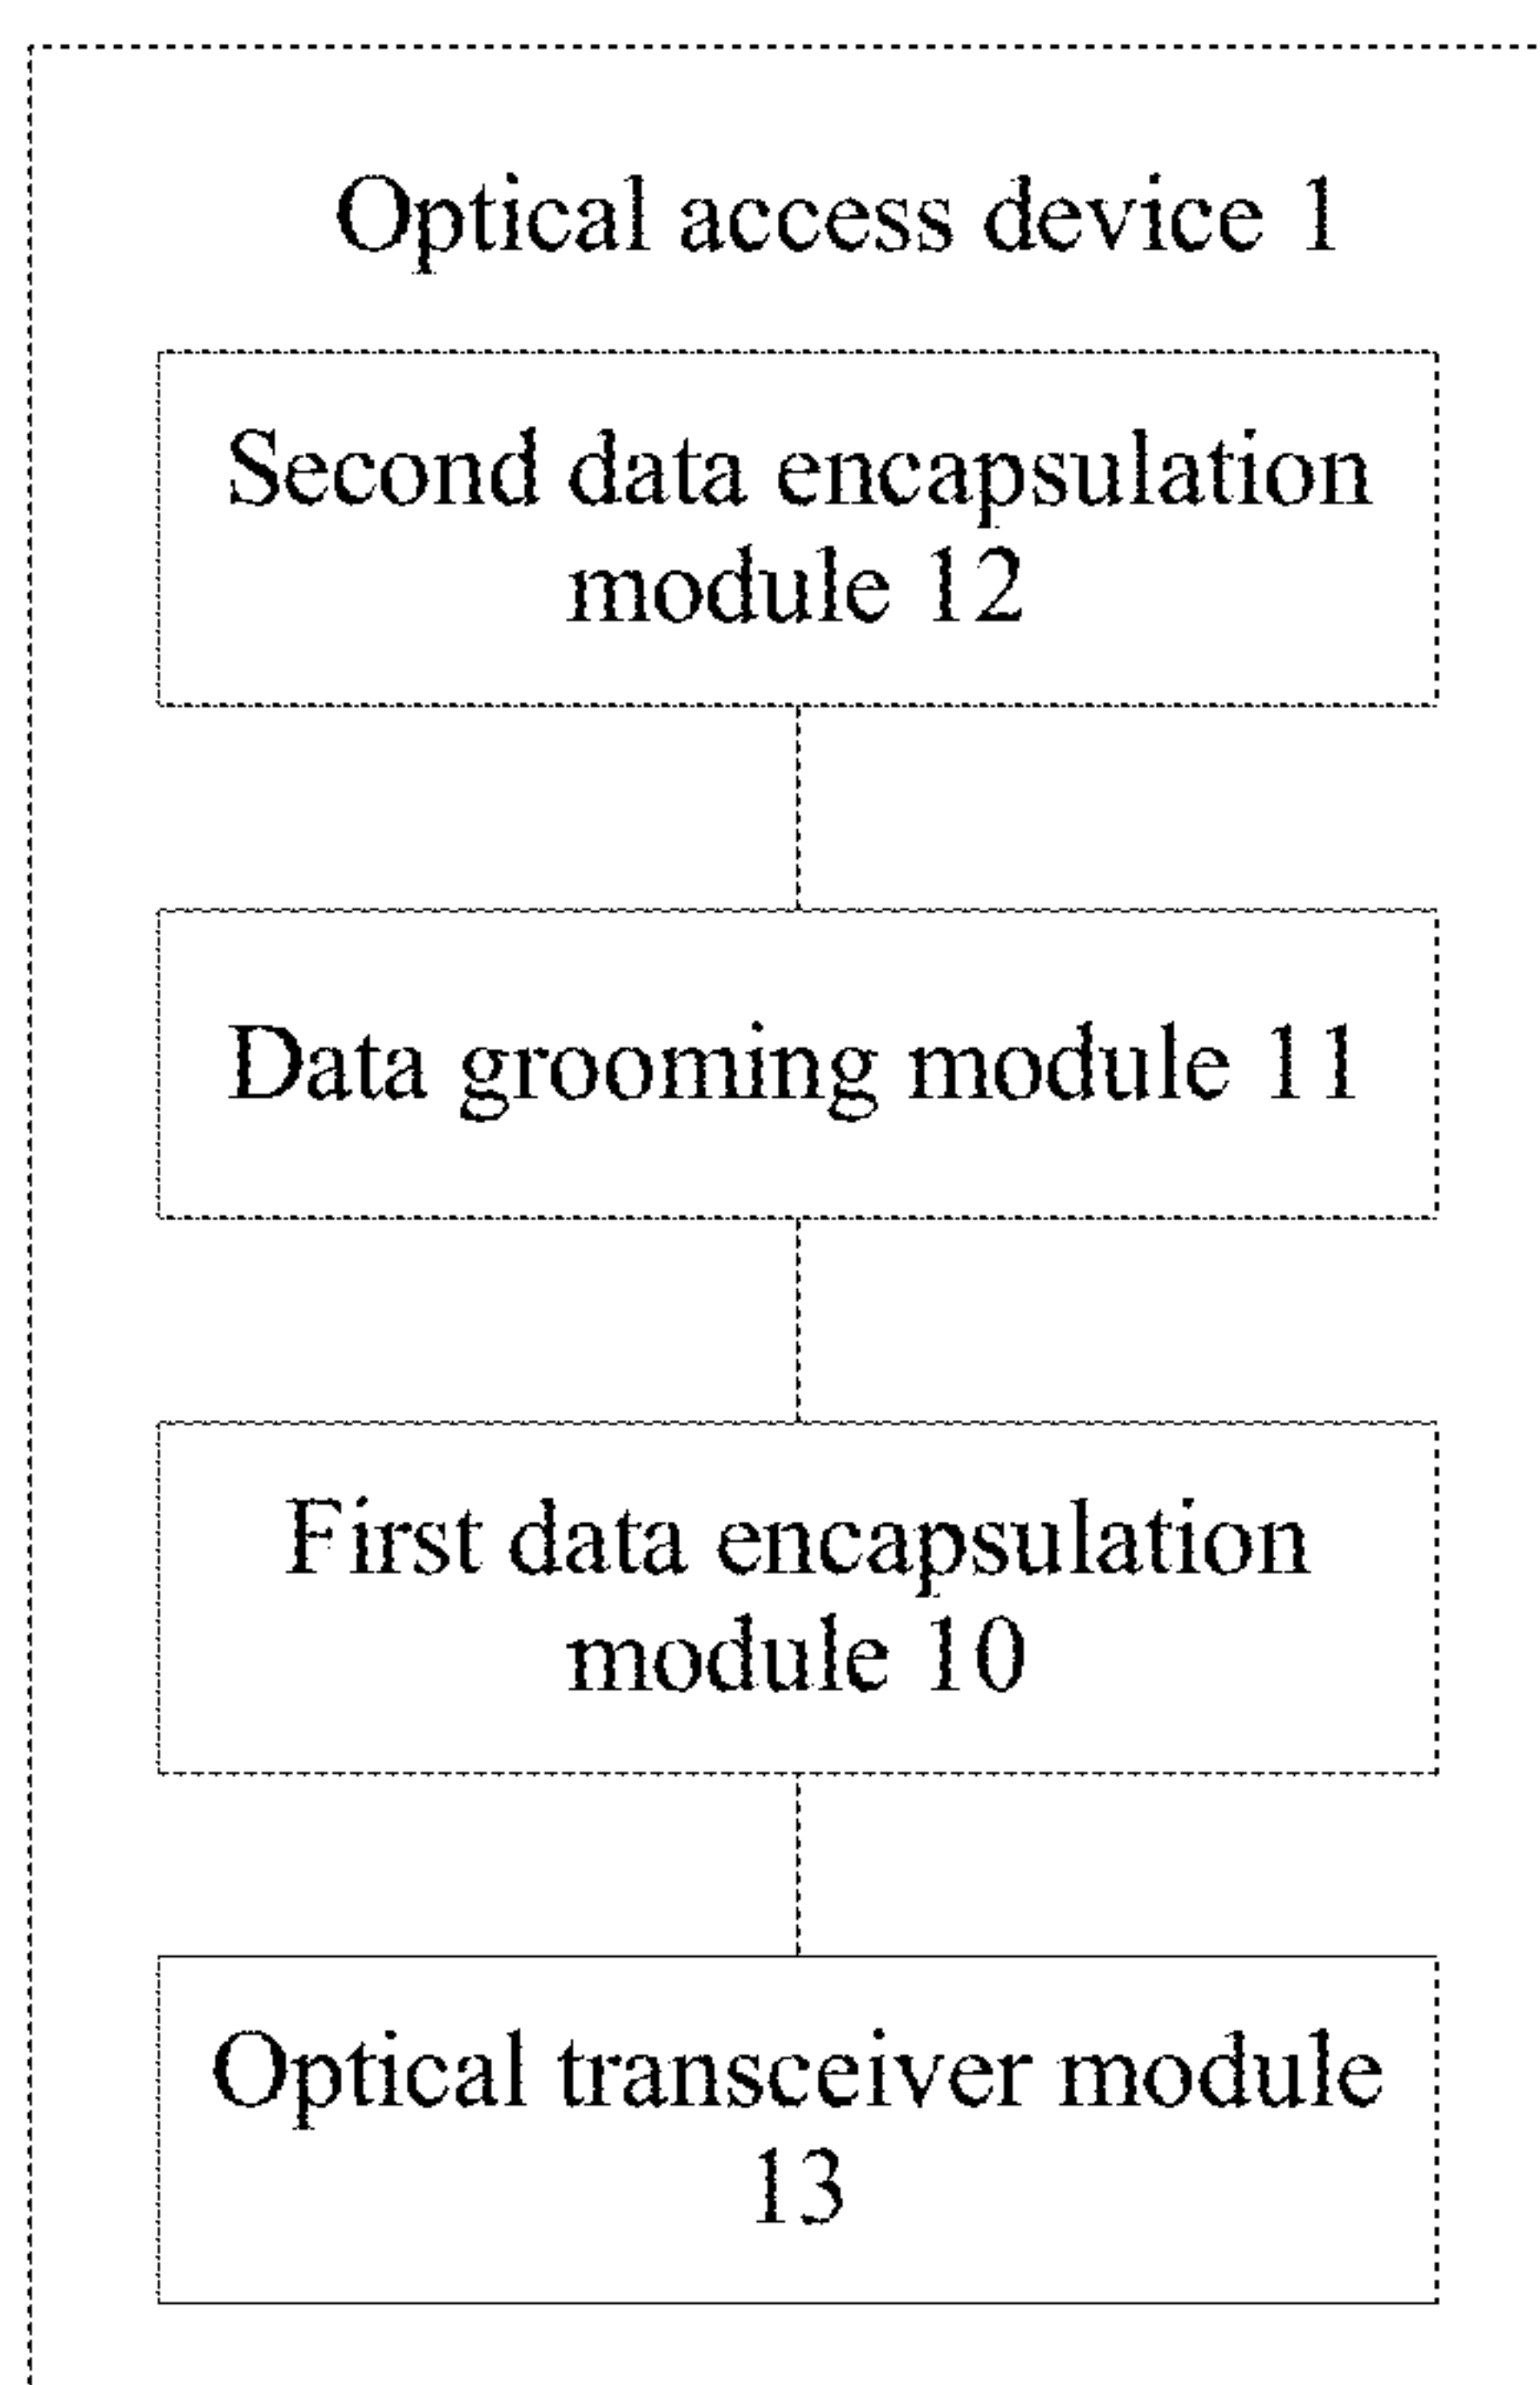 Optical access device 1
Second data encapsulation
module 12
Data grooming module 11
First data encapsulation
module 10
Optical transceiver module
13